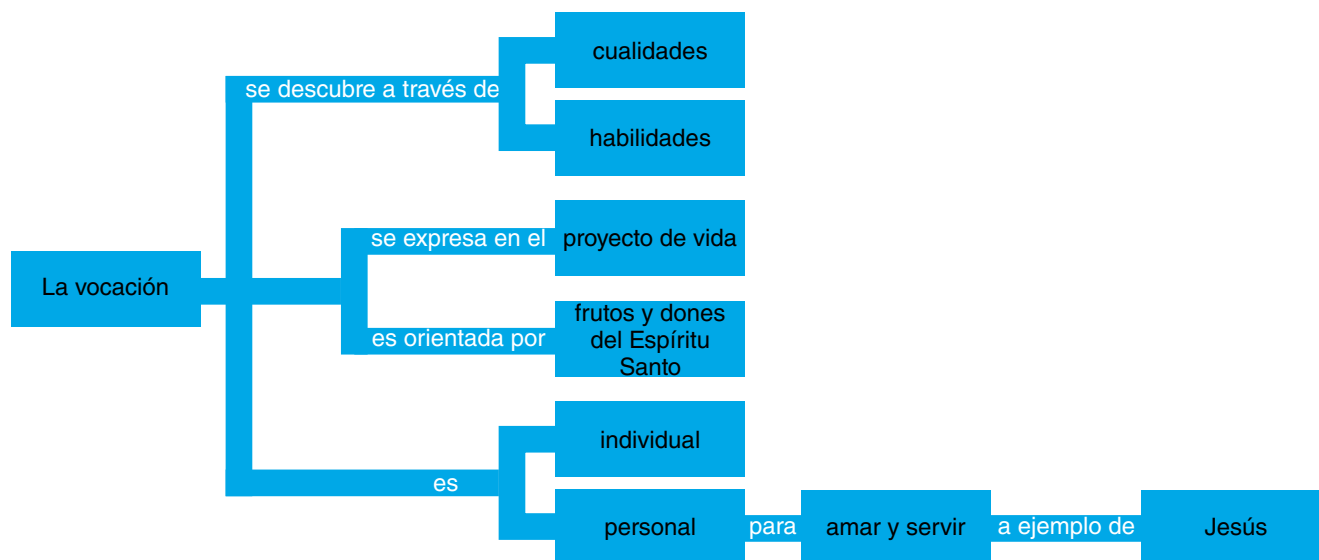 La vocación
se descubre a través de
cualidades
habilidades
se expresa en el
proyecto de vida
es orientada por
frutos y dones
del Espíritu
Santo
es
individual
personal
para
amar y servir
a ejemplo de
Jesús